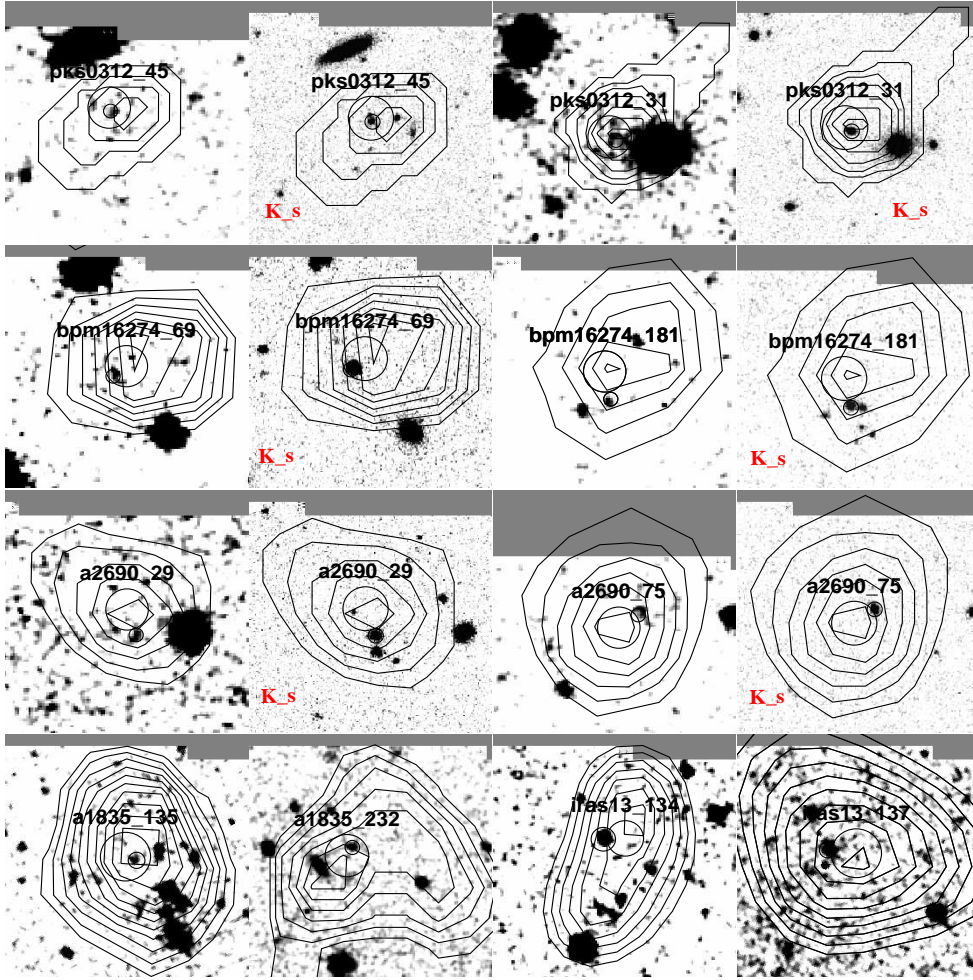 pks0312_45
pks0312_45
K_s
pks0312_31
pks0312_31
K_s
bpm16274_69
bpm16274_69
K_s
bpm16274_181
bpm16274_181
K_s
a2690_29
a2690_29
K_s
a2690_75
a2690_75
K_s
a1835_135
a1835_232
iras13_134
iras13_137